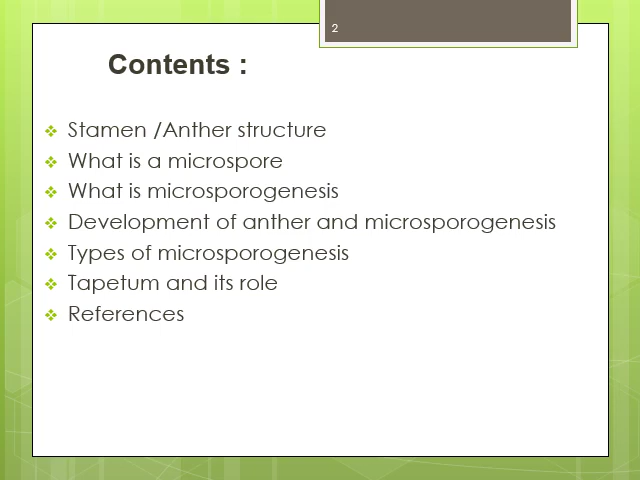 2
Contents :
Stamen /Anther structure
What is a microspore
What is microsporogenesis
Development of anther and microsporogenesis
Types of microsporogenesis
Tapetum and its role
References